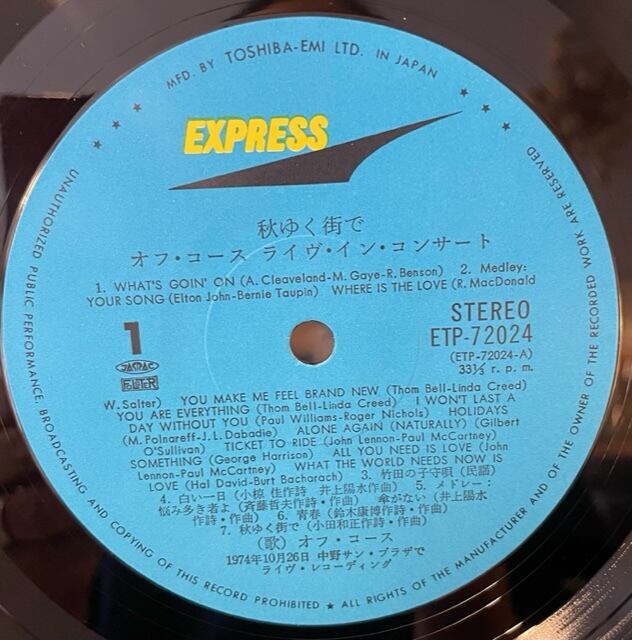 MFD. BY TOSHIBA-EMI LTD. IN JAPAN
EXPRESS
秋ゆく街で
オフ・コース ライヴ・イン・コンサート
1. WHAT'S GOIN' ON (A. Cleaveland-M. Gaye-R. Benson) 2. Medley:
YOUR SONG (Elton John-Bernie Taupin) WHERE IS THE LOVE (R. MacDonald
1
STEREO
ETP-72024
(ETP-72024-A)
33⅓ r. p. m.
JASRAC
W. Salter) YOU MAKE ME FEEL BRAND NEW (Thom Bell-Linda Creed)
YOU ARE EVERYTHING (Thom Bell-Linda Creed) I WON'T LAST A
DAY WITHOUT YOU (Paul Williams-Roger Nichols) HOLIDAYS
(M. Polnareff-J.L. Dabadie) ALONE AGAIN (NATURALLY) (Gilbert
O'Sullivan) TICKET TO RIDE (John Lennon-Paul McCartney)
SOMETHING (George Harrison) ALL YOU NEED IS LOVE (John
Lennon-Paul McCartney) WHAT THE WORLD NEEDS NOW IS
LOVE (Hal David-Burt Bacharach) 3. 竹田の子守唄 (民謡)
4. 白い一日 (小椋 佳作詩 井上陽水作曲) 5. メドレー:
悩み多き者よ (斉藤哲夫作詩・作曲) 傘がない (井上陽水
作詩・作曲) 6. 青春 (鈴木康博作詩・作曲)
7. 秋ゆく街で (小田和正作詩・作曲)
(歌) オフ・コース
1974年10月26日 中野サン・プラザで
ライヴ・レコーディング
UNAUTHORIZED PUBLIC PERFORMANCE, BROADCASTING AND COPYING OF THIS RECORD PROHIBITED ★ ALL RIGHTS OF THE MANUFACTURER AND OF THE OWNER OF THE RECORDED WORK ARE RESERVED